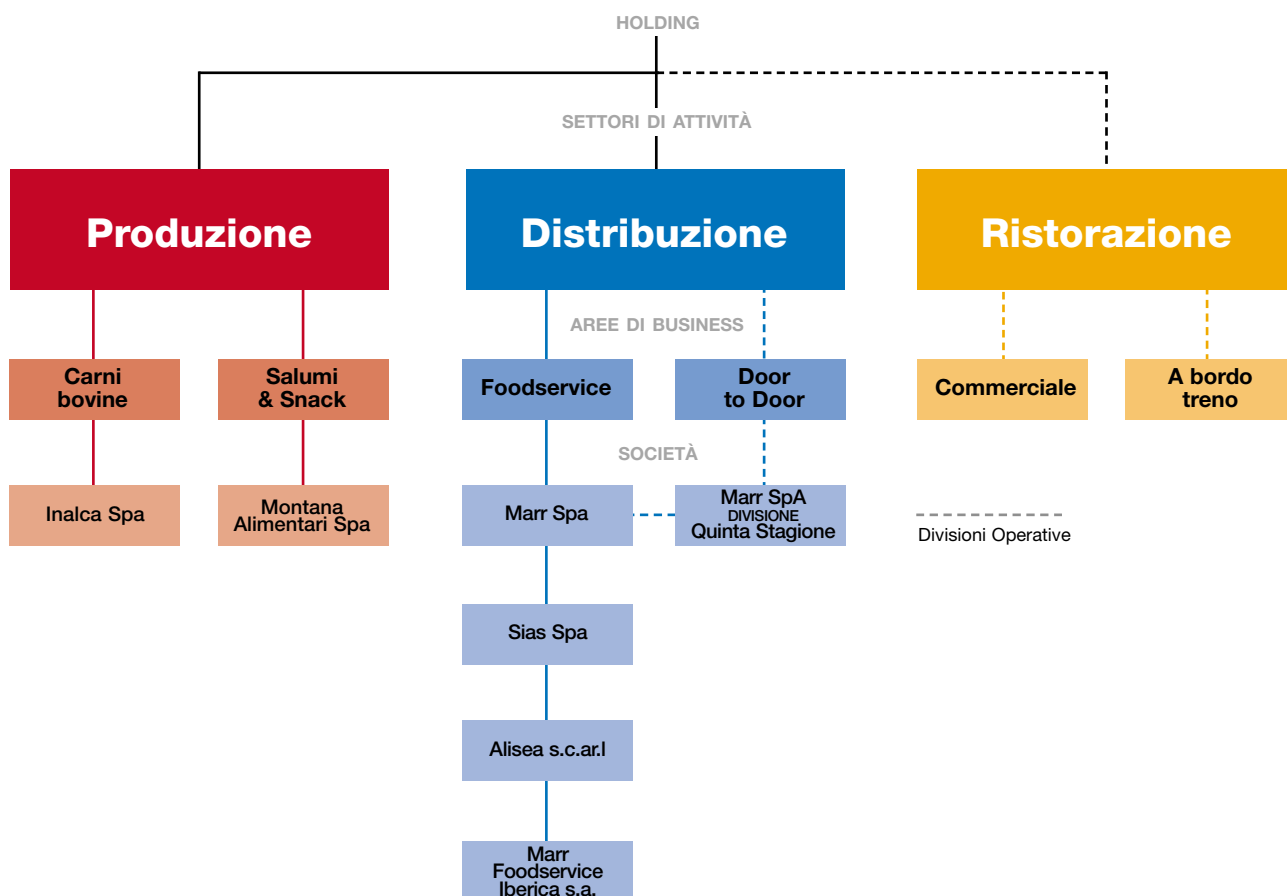 HOLDING
SETTORI DI ATTIVITÀ
Produzione
Distribuzione
Ristorazione
AREE DI BUSINESS
Carni
bovine
Salumi
& Snack
Foodservice
Door
to Door
Commerciale
A bordo
treno
SOCIETÀ
Inalca Spa
Montana
Alimentari Spa
Marr Spa
Marr SpA
DIVISIONE
Quinta Stagione
Divisioni Operative
Sias Spa
Alisea s.c.ar.l
Marr
Foodservice
Iberica s.a.